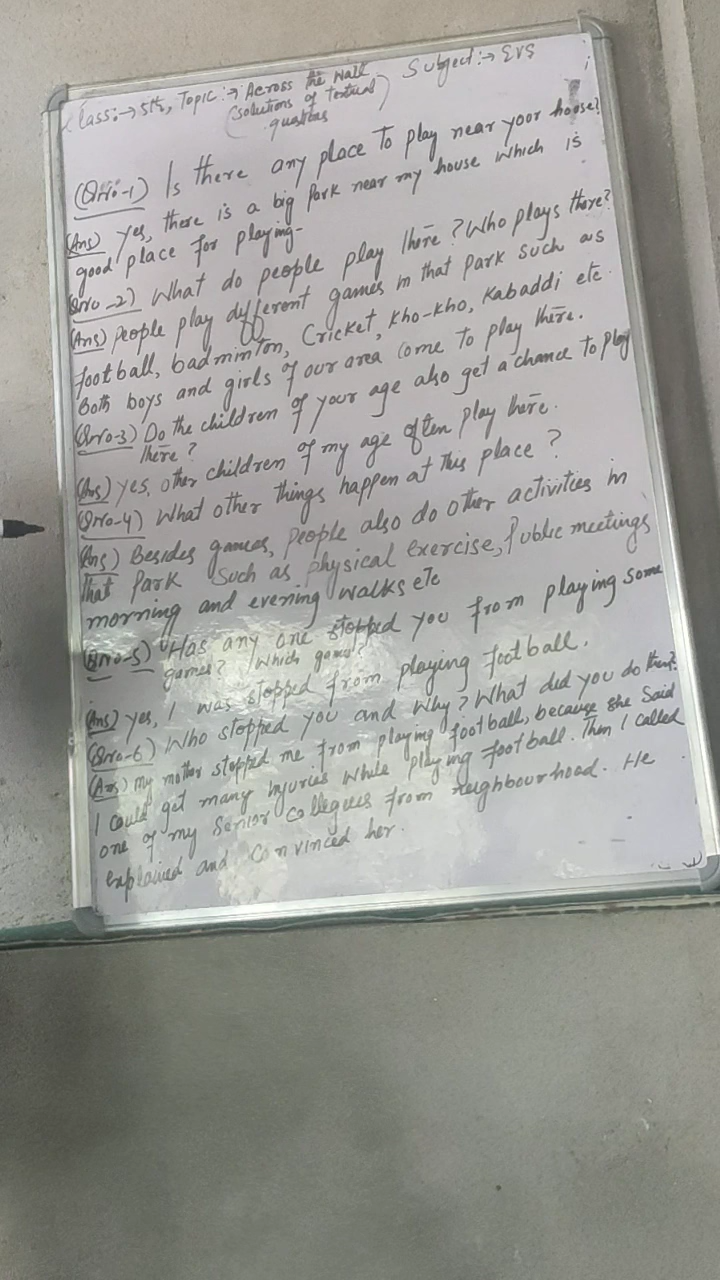 Class:→ 5th, Topic:→ Across the Wall Subject:→ EVS
(solutions of textual
questions)
(Q.No-1) Is there any place to play near your house?
(Ans) Yes, there is a big Park near my house which is
good place for playing-
(Q.No-2) What do people play there? Who plays there?
(Ans) People play different games in that Park such as
football, badminton, Cricket, Kho-Kho, Kabaddi etc.
Both boys and girls of our area come to play there.
(Q.No-3) Do the children of your age also get a chance to play
there?
(Ans) yes, other children of my age often play there.
(Q.No-4) What other things happen at this place?
(Ans) Besides games, People also do other activities in
that Park such as physical exercise, Public meetings
morning and evening walks etc
(Q.No-5) Has any one stopped you from playing some
games? Which games?
(Ans) yes, I was stopped from playing football.
(Q.No-6) Who stopped you and why? What did you do then?
(Ans) my mother stopped me from playing football, because she said
I could get many injuries while playing football. Then I called
one of my Senior collegues from neighbourhood. He
explained and convinced her.